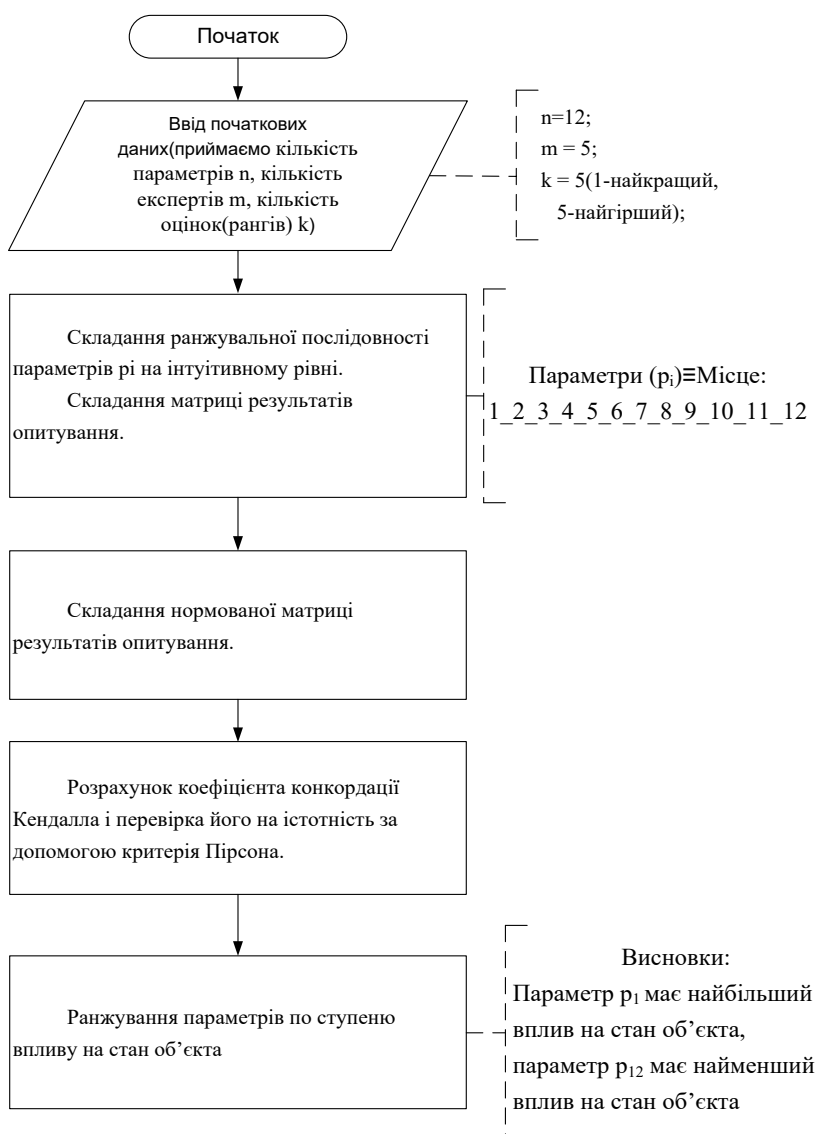 Початок
Ввід початкових
даних(приймаємо кількість
параметрів n, кількість
експертів m, кількість
оцінок(рангів) k)
n=12;
m = 5;
k = 5(1-найкращий,
5-найгірший);
Складання ранжувальної послідовності
параметрів pi на інтуїтивному рівні.
Складання матриці результатів
опитування.
Параметри (pᵢ)≡Місце:
1_2_3_4_5_6_7_8_9_10_11_12
Складання нормованої матриці
результатів опитування.
Розрахунок коефіцієнта конкордації
Кендалла і перевірка його на істотність за
допомогою критерія Пірсона.
Ранжування параметрів по ступеню
впливу на стан об’єкта
Висновки:
Параметр p₁ має найбільший
вплив на стан об’єкта,
параметр p₁₂ має найменший
вплив на стан об’єкта